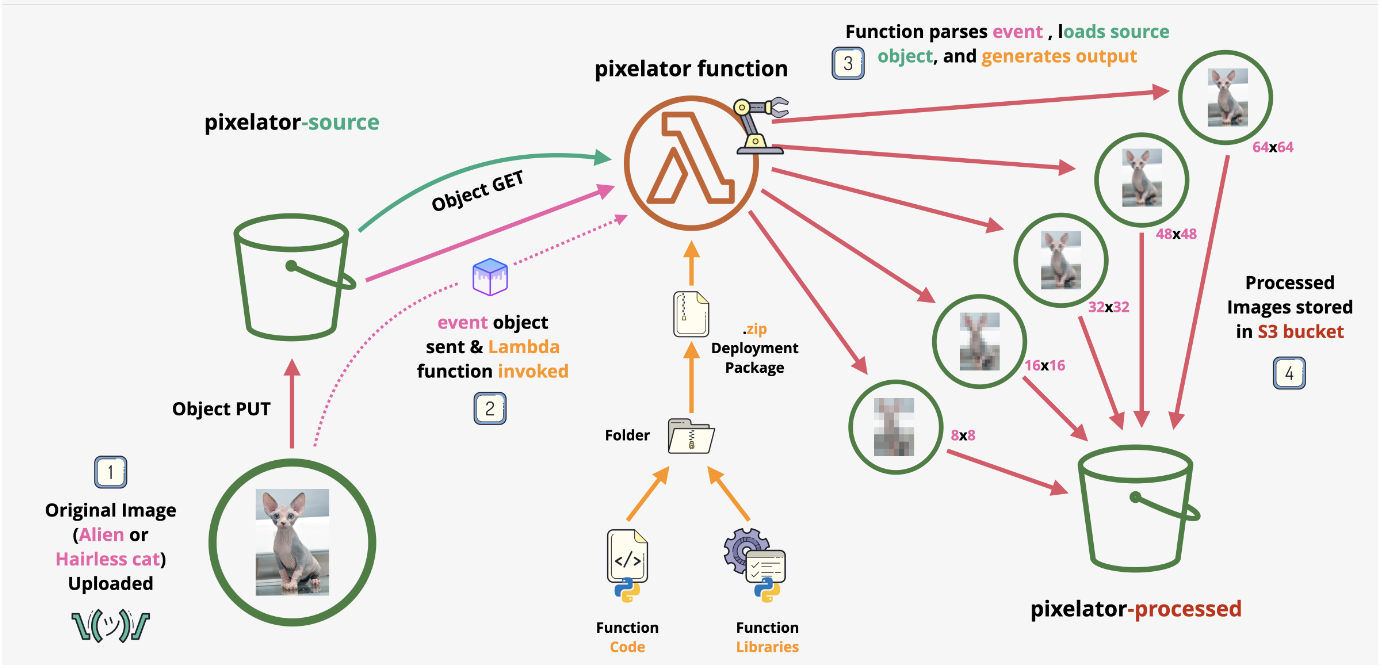 Function parses event , loads source
object, and generates output
3
pixelator function
pixelator-source
64x64
Object GET
48x48
Processed
Images stored
in S3 bucket
4
32x32
event object
sent & Lambda
function invoked
2
.zip
Deployment
Package
16x16
Object PUT
Folder
8x8
1
Original Image
(Alien or
Hairless cat)
Uploaded
¯\_(ツ)_/¯
</>
Function
Code
Function
Libraries
pixelator-processed